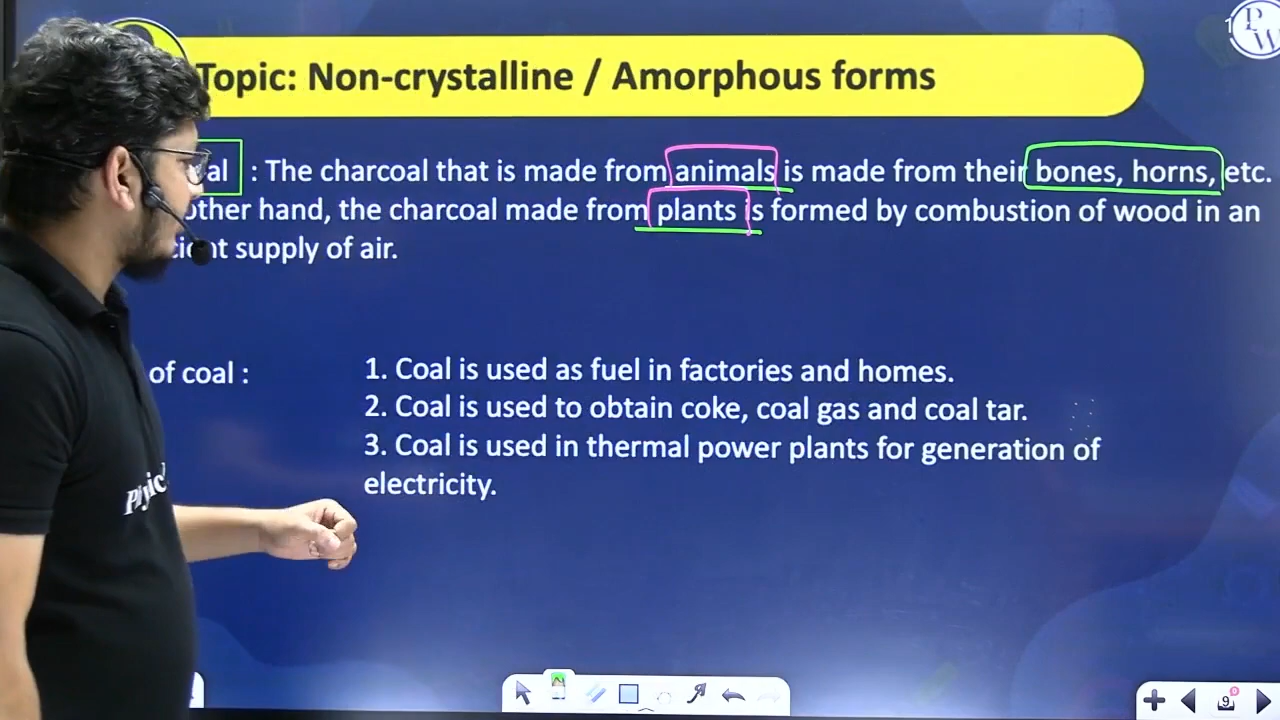 Topic: Non-crystalline / Amorphous forms
: The charcoal that is made from animals is made from their bones, horns, etc.
other hand, the charcoal made from plants is formed by combustion of wood in an
supply of air.
of coal :
1. Coal is used as fuel in factories and homes.
2. Coal is used to obtain coke, coal gas and coal tar.
3. Coal is used in thermal power plants for generation of
electricity.
P
W
9